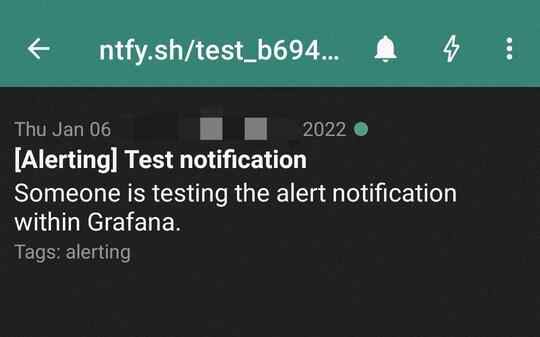 ntfy.sh/test_b694...
Thu Jan 06 2022
[Alerting] Test notification
Someone is testing the alert notification
within Grafana.
Tags: alerting